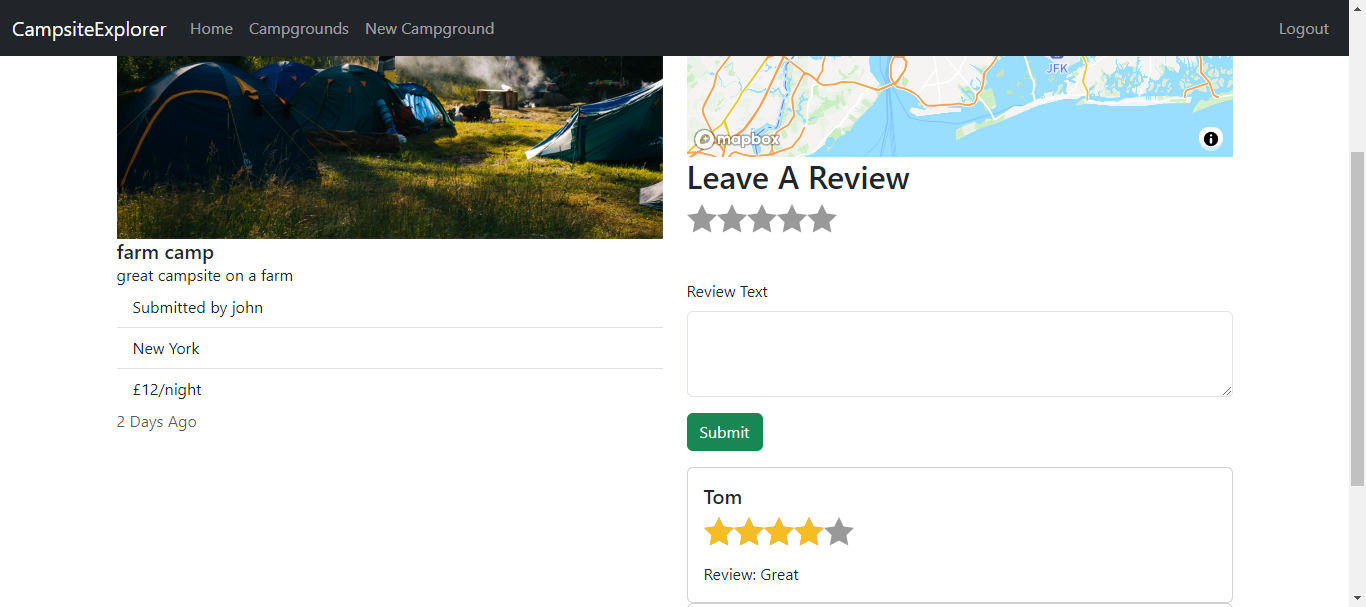 CampsiteExplorer Home Campgrounds New Campground Logout
farm camp
great campsite on a farm
Submitted by john
New York
£12/night
2 Days Ago
JFK
mapbox
Leave A Review
Review Text
Submit
Tom
Review: Great